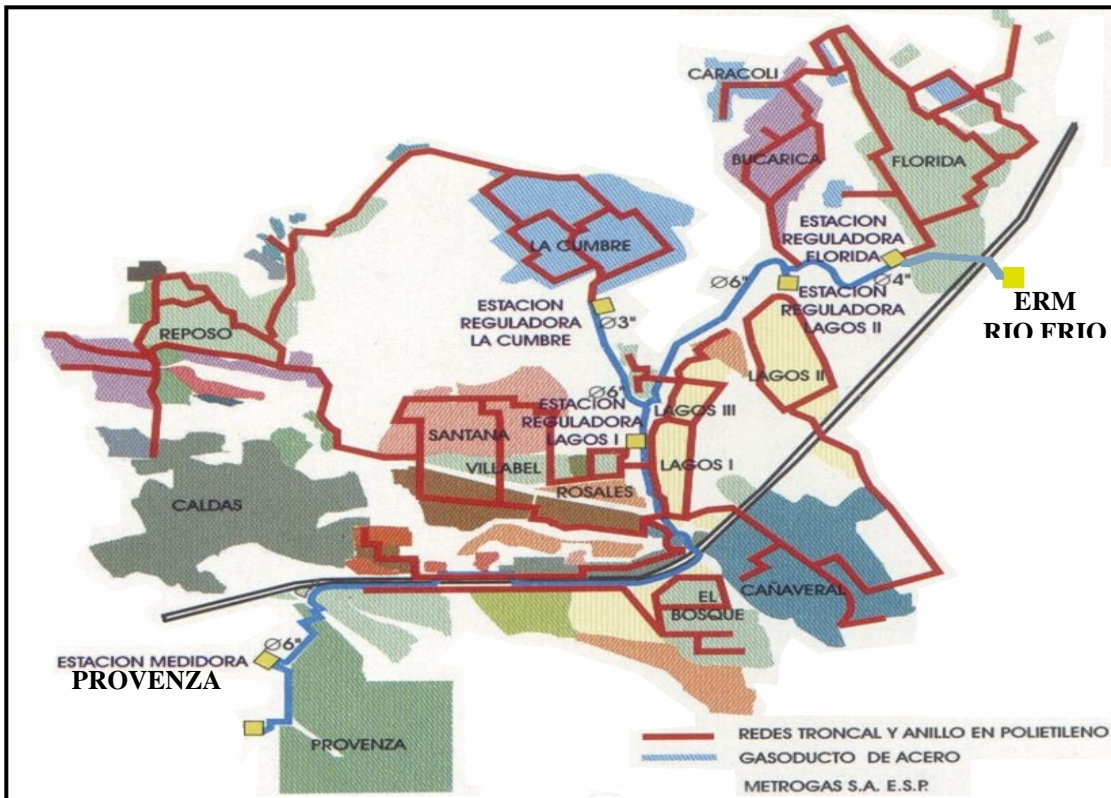 CARACOLI
BUCARICA
FLORIDA
ESTACION
REGULADORA
FLORIDA
Ø4"
ERM
RIO FRIO
Ø6"
ESTACION
REGULADORA
LAGOS II
LA CUMBRE
ESTACION
REGULADORA
LA CUMBRE
Ø3"
REPOSO
LAGOS II
Ø6"
ESTACION
REGULADORA
LAGOS I
LAGOS III
SANTANA
VILLABEL
LAGOS I
ROSALES
CALDAS
CAÑAVERAL
EL
BOSQUE
Ø6"
ESTACION MEDIDORA
PROVENZA
PROVENZA
REDES TRONCAL Y ANILLO EN POLIETILENO
GASODUCTO DE ACERO
METROGAS S.A. E.S.P.